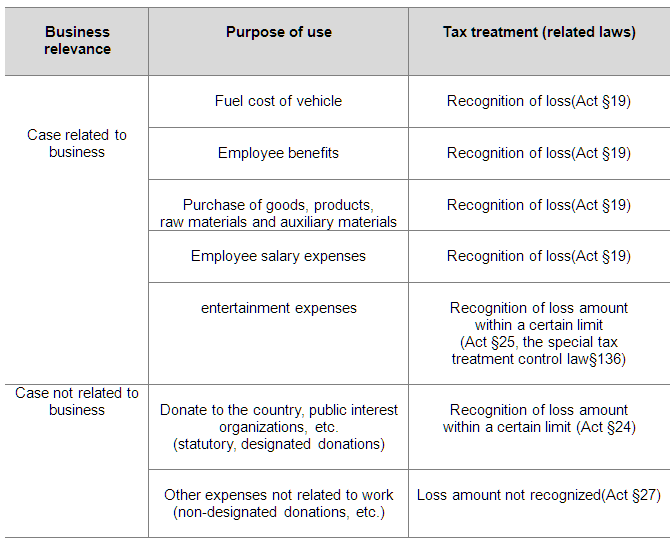 Business
relevance
Purpose of use
Tax treatment (related laws)
Case related to
business
Fuel cost of vehicle
Recognition of loss(Act §19)
Employee benefits
Recognition of loss(Act §19)
Purchase of goods, products,
raw materials and auxiliary materials
Recognition of loss(Act §19)
Employee salary expenses
Recognition of loss(Act §19)
entertainment expenses
Recognition of loss amount
within a certain limit
(Act §25, the special tax
treatment control law§136)
Case not related to
business
Donate to the country, public interest
organizations, etc.
(statutory, designated donations)
Recognition of loss amount
within a certain limit (Act §24)
Other expenses not related to work
(non-designated donations, etc.)
Loss amount not recognized(Act §27)